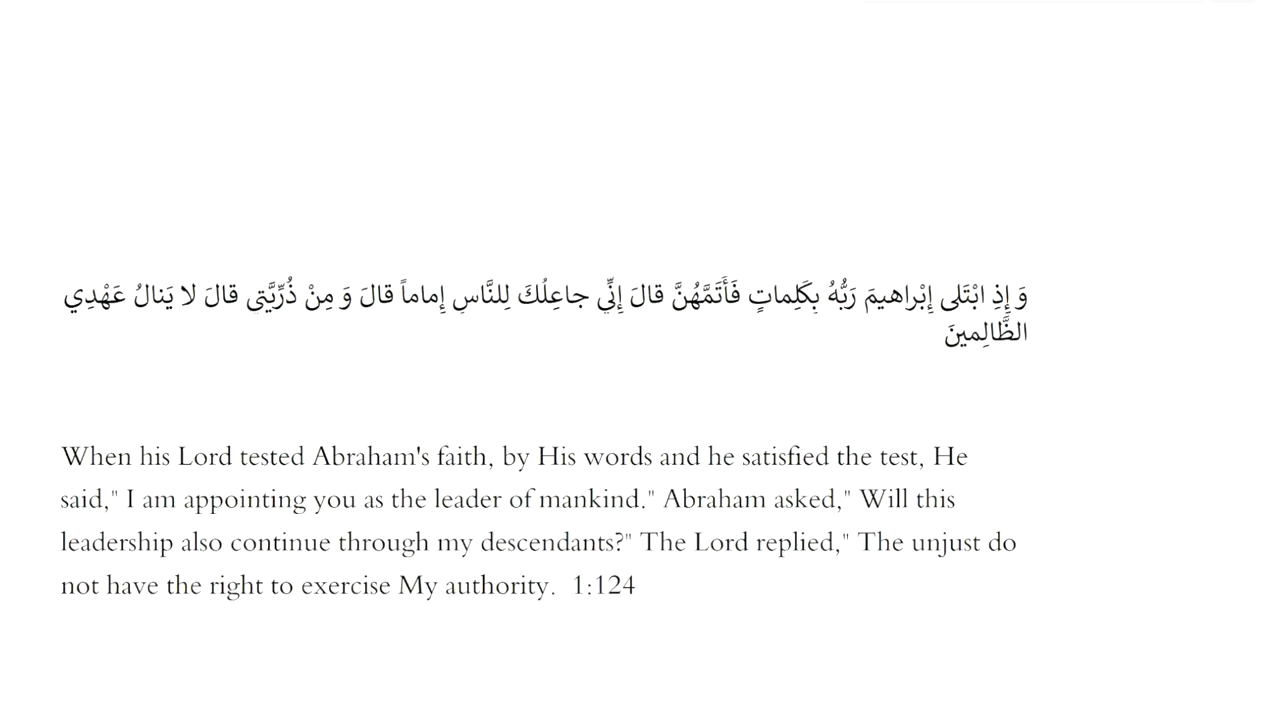 وَ إِذِ ابْتَلى إِبْراهيمَ رَبُّهُ بِكَلِماتٍ فَأَتَمَّهُنَّ قالَ إِنِّي جاعِلُكَ لِلنَّاسِ إِماماً قالَ وَ مِنْ ذُرِّيَّتي قالَ لا يَنالُ عَهْدِي
الظَّالِمينَ
When his Lord tested Abraham's faith, by His words and he satisfied the test, He
said," I am appointing you as the leader of mankind." Abraham asked," Will this
leadership also continue through my descendants?" The Lord replied," The unjust do
not have the right to exercise My authority.  1:124